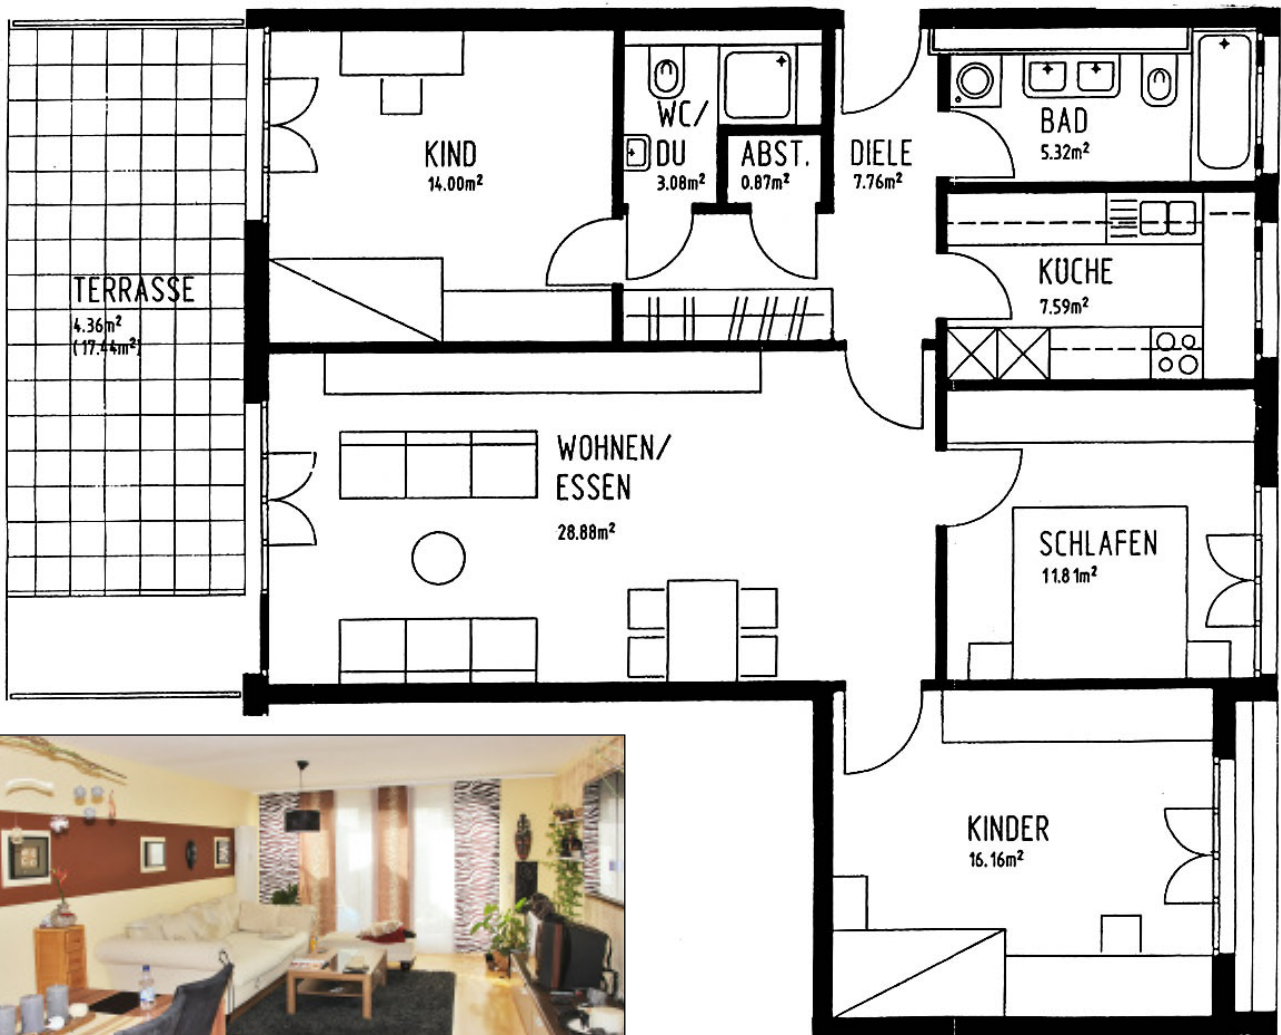 KIND
14.00m²
WC/
DU
3.08m²
ABST.
0.87m²
DIELE
7.76m²
BAD
5.32m²
TERRASSE
4.36m²
(17.44m²)
KÜCHE
7.59m²
WOHNEN/
ESSEN
28.88m²
SCHLAFEN
11.81m²
KINDER
16.16m²